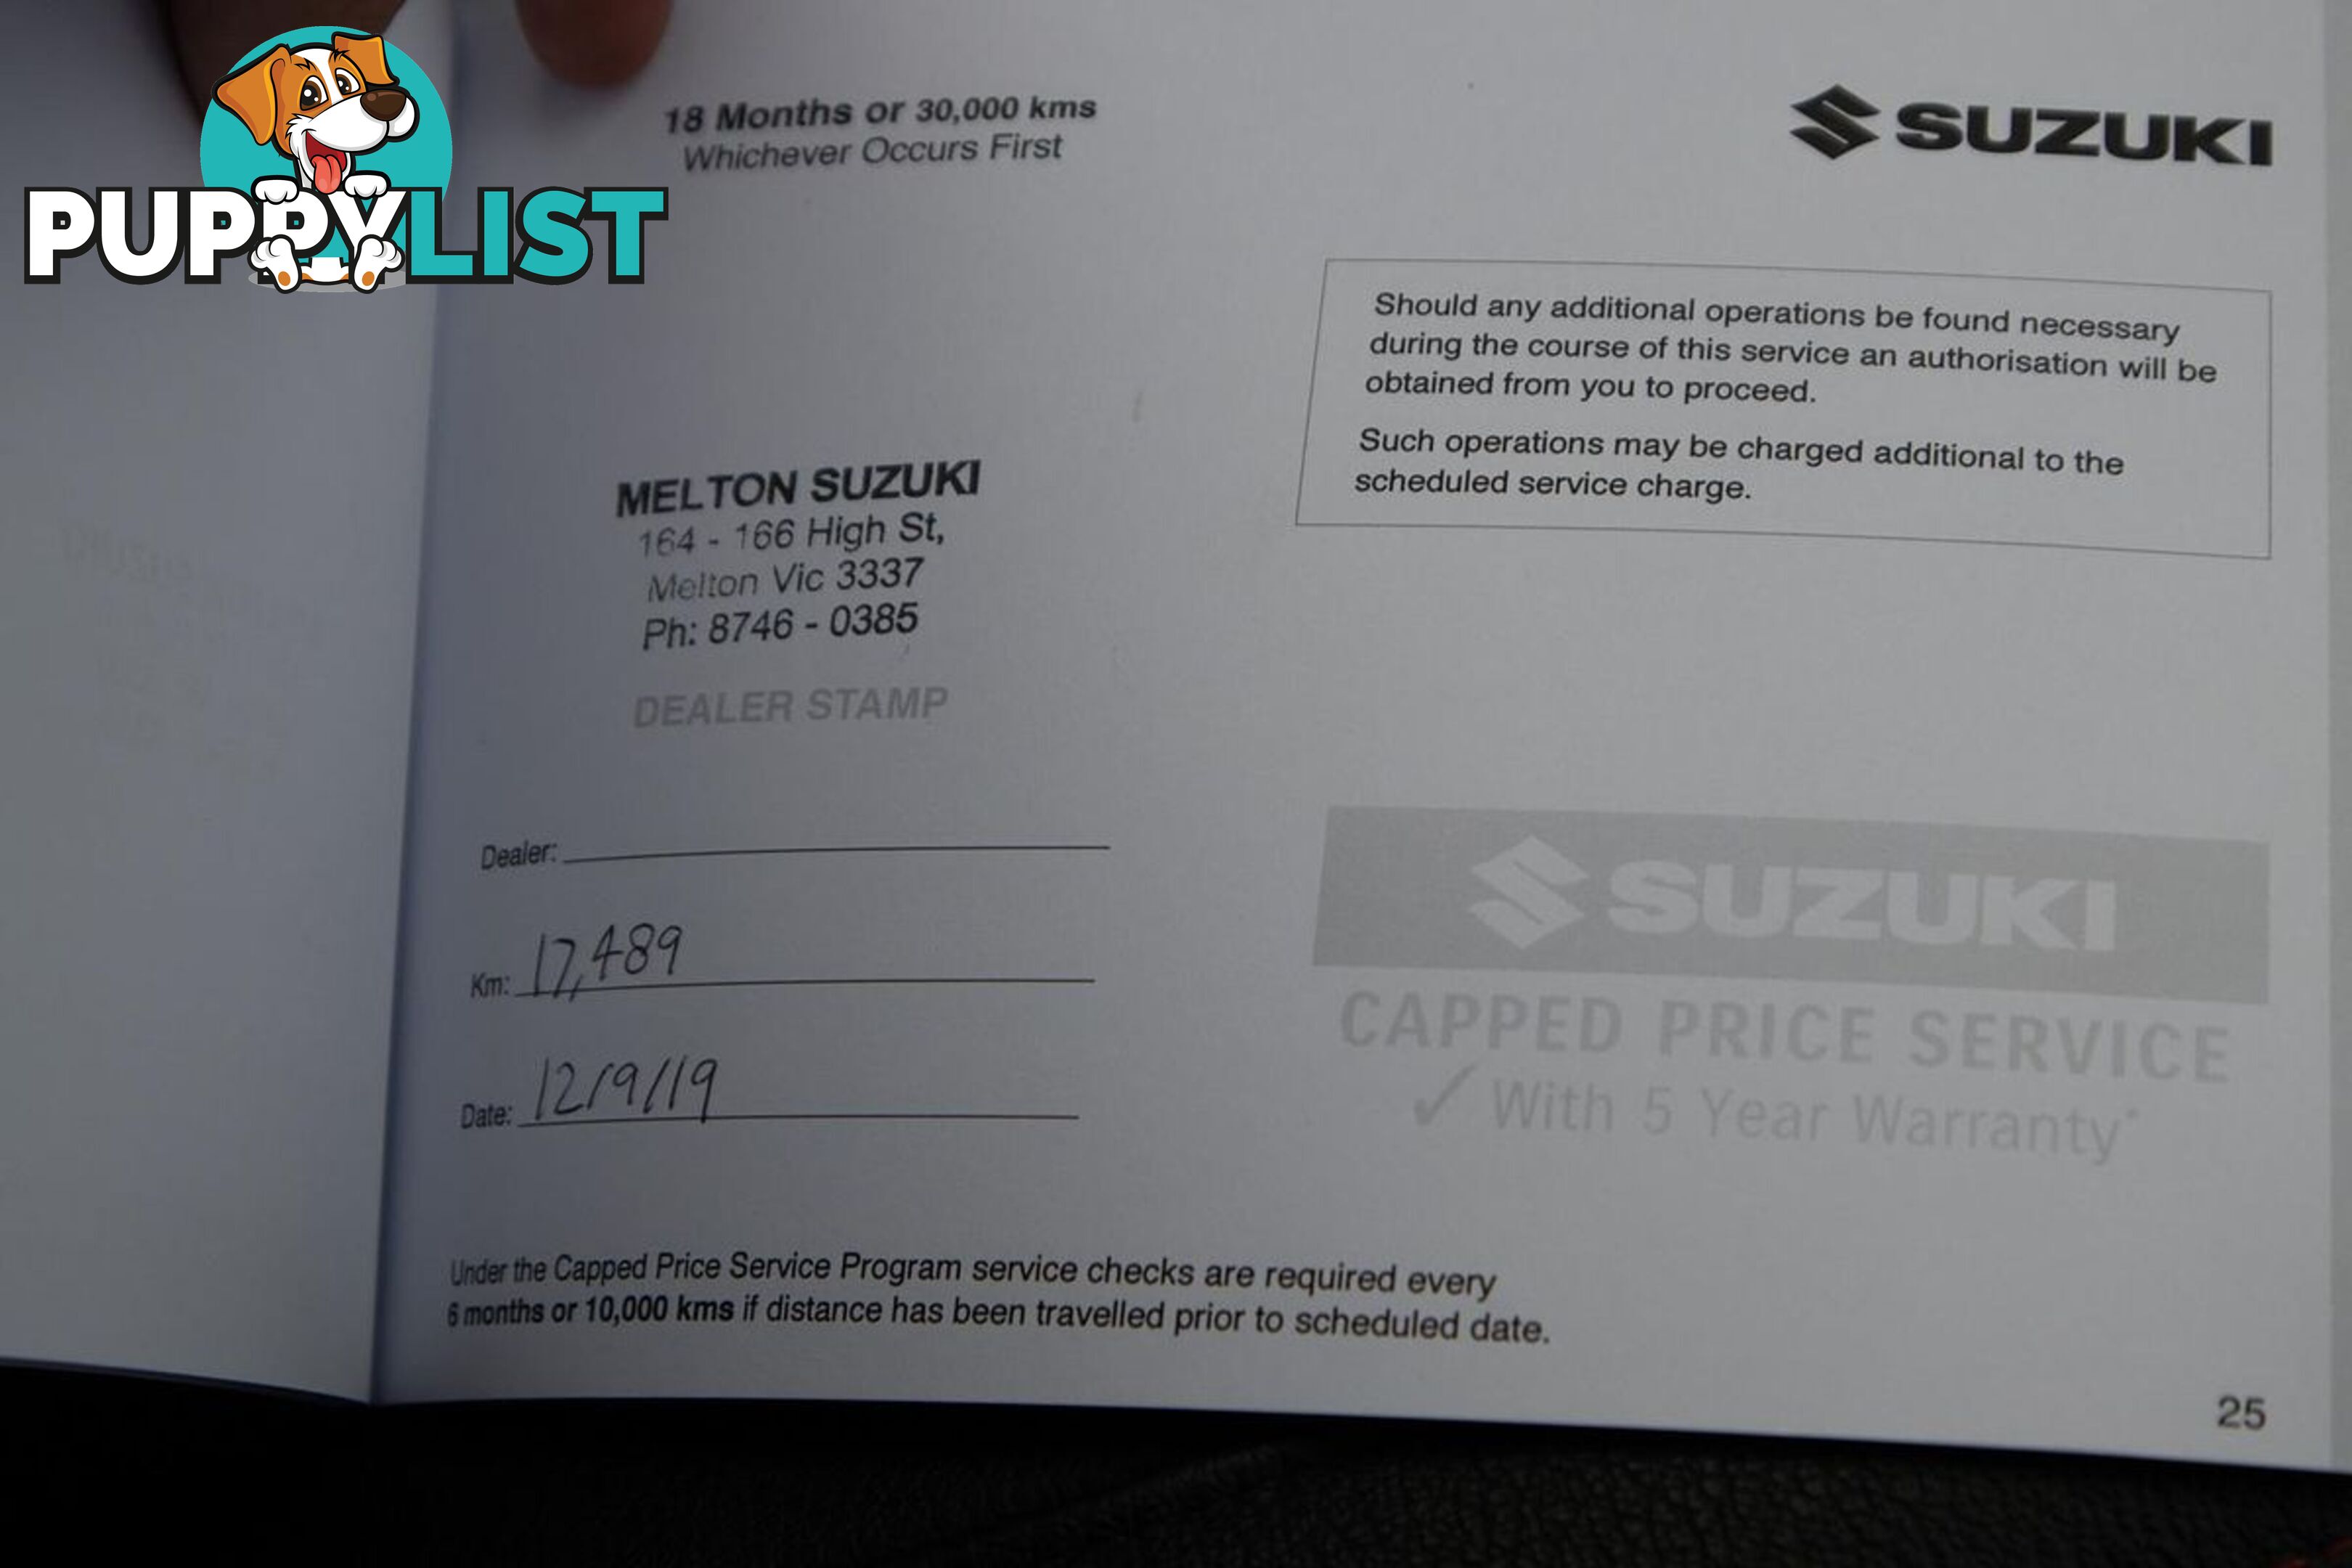 PUPPYLIST
18 Months or 30,000 kms
Whichever Occurs First
SUZUKI
Should any additional operations be found necessary
during the course of this service an authorisation will be
obtained from you to proceed.
Such operations may be charged additional to the
scheduled service charge.
MELTON SUZUKI
164 - 166 High St,
Melton Vic 3337
Ph: 8746 - 0385
DEALER STAMP
Dealer:
Km: 17,489
Date: 12/9/19
SUZUKI
CAPPED PRICE SERVICE
✓ With 5 Year Warranty*
Under the Capped Price Service Program service checks are required every
6 months or 10,000 kms if distance has been travelled prior to scheduled date.
25